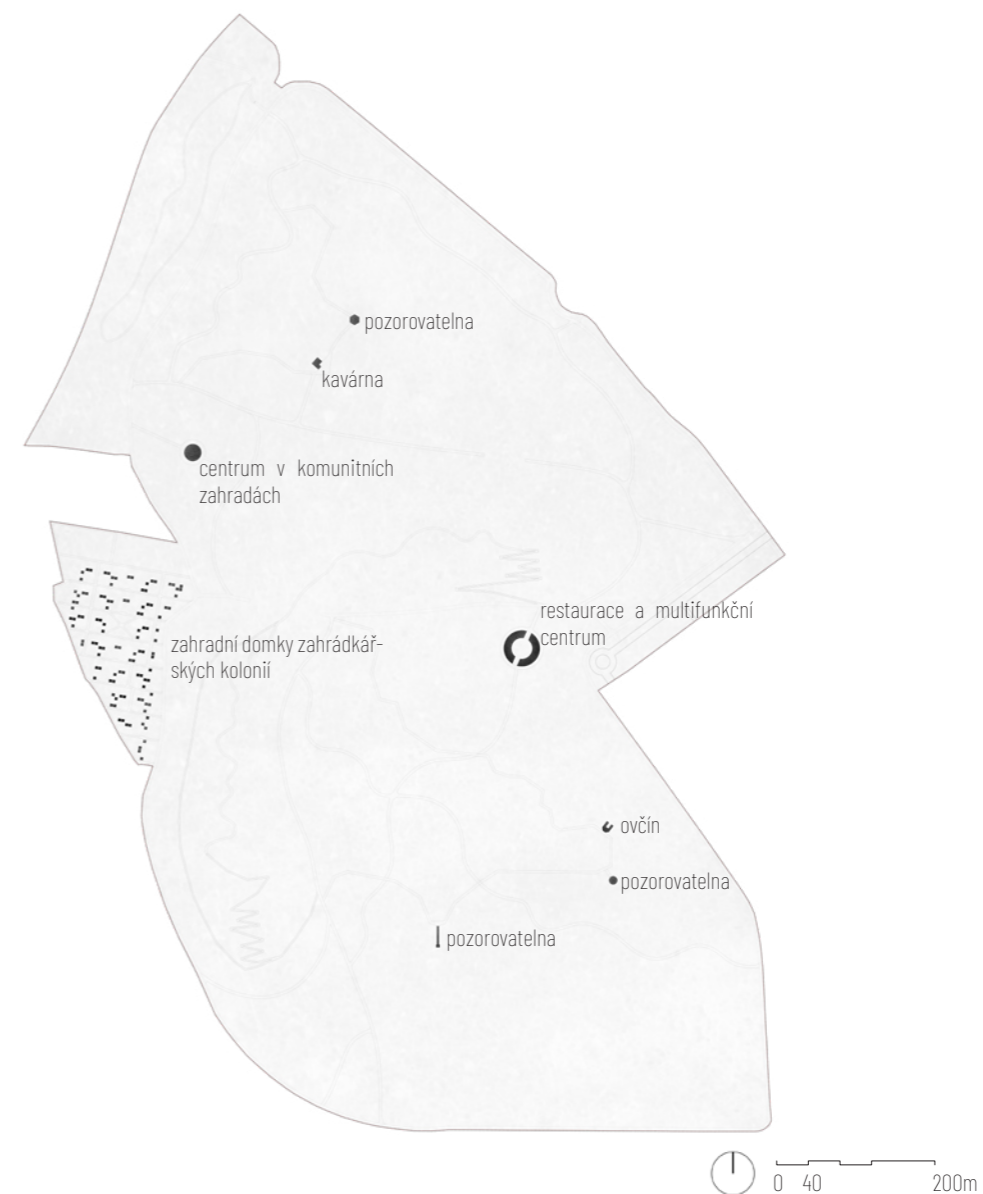 pozorovatelna
kavárna
centrum v komunitních
zahradách
restaurace a multifunkční
centrum
zahradní domky zahrádkář-
ských kolonií
ovčín
pozorovatelna
pozorovatelna
0 40 200m